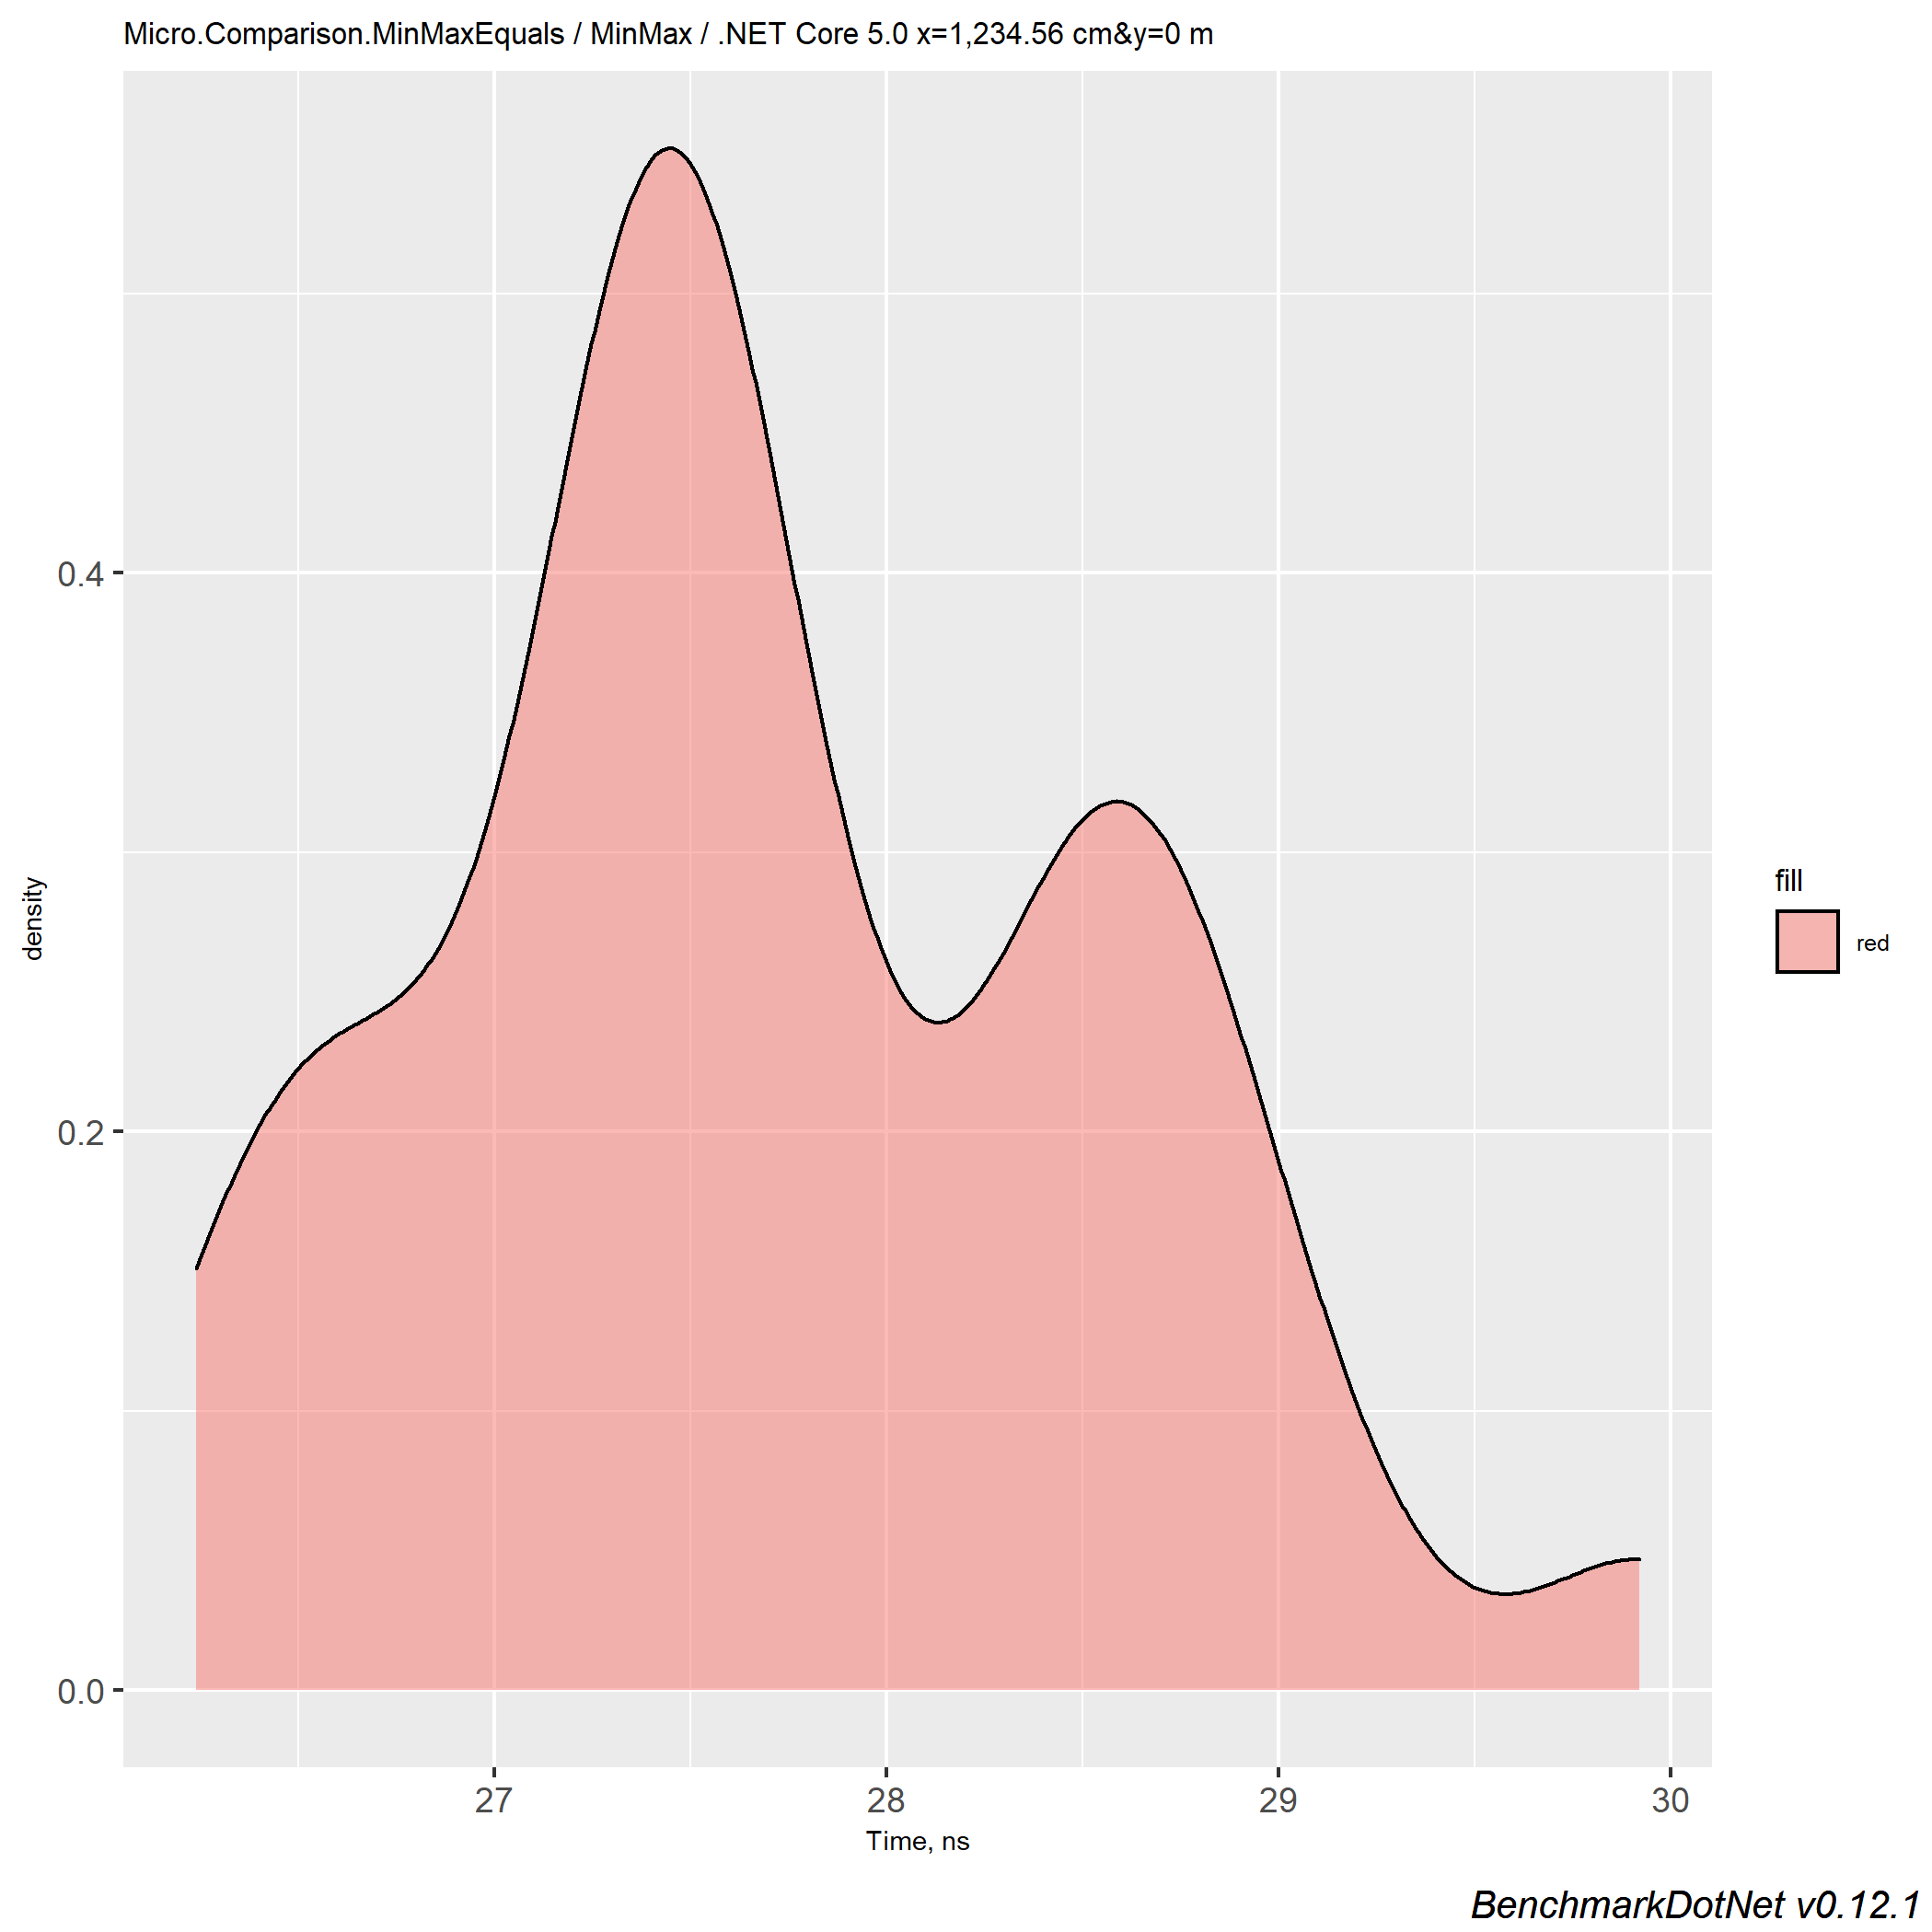 Micro.Comparison.MinMaxEquals / MinMax / .NET Core 5.0 x=1,234.56 cm&y=0 m
density
0.4
0.2
0.0
27
28
29
30
Time, ns
fill
red
BenchmarkDotNet v0.12.1